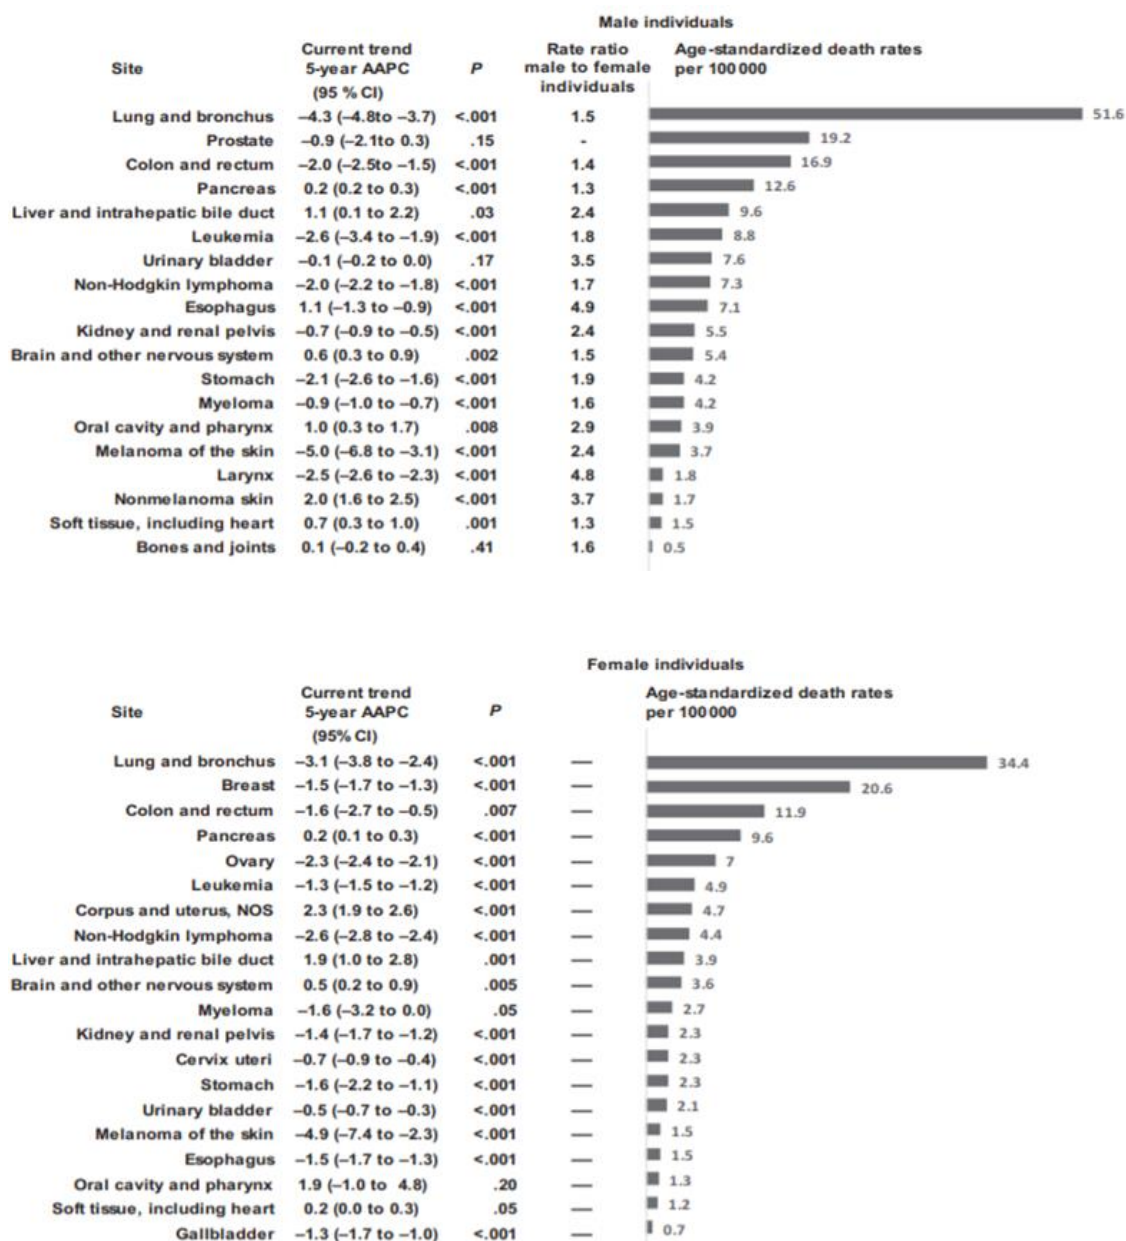 Male individuals
Current trend Rate ratio Age-standardized death rates
Site 5-year AAPC P male to female per 100 000
(95 % CI) individuals
Lung and bronchus –4.3 (–4.8to –3.7) <.001 1.5 51.6
Prostate –0.9 (–2.1to 0.3) .15 - 19.2
Colon and rectum –2.0 (–2.5to –1.5) <.001 1.4 16.9
Pancreas 0.2 (0.2 to 0.3) <.001 1.3 12.6
Liver and intrahepatic bile duct 1.1 (0.1 to 2.2) .03 2.4 9.6
Leukemia –2.6 (–3.4 to –1.9) <.001 1.8 8.8
Urinary bladder –0.1 (–0.2 to 0.0) .17 3.5 7.6
Non-Hodgkin lymphoma –2.0 (–2.2 to –1.8) <.001 1.7 7.3
Esophagus 1.1 (–1.3 to –0.9) <.001 4.9 7.1
Kidney and renal pelvis –0.7 (–0.9 to –0.5) <.001 2.4 5.5
Brain and other nervous system 0.6 (0.3 to 0.9) .002 1.5 5.4
Stomach –2.1 (–2.6 to –1.6) <.001 1.9 4.2
Myeloma –0.9 (–1.0 to –0.7) <.001 1.6 4.2
Oral cavity and pharynx 1.0 (0.3 to 1.7) .008 2.9 3.9
Melanoma of the skin –5.0 (–6.8 to –3.1) <.001 2.4 3.7
Larynx –2.5 (–2.6 to –2.3) <.001 4.8 1.8
Nonmelanoma skin 2.0 (1.6 to 2.5) <.001 3.7 1.7
Soft tissue, including heart 0.7 (0.3 to 1.0) .001 1.3 1.5
Bones and joints 0.1 (–0.2 to 0.4) .41 1.6 0.5
Female individuals
Current trend Age-standardized death rates
Site 5-year AAPC P per 100 000
(95% CI)
Lung and bronchus –3.1 (–3.8 to –2.4) <.001 — 34.4
Breast –1.5 (–1.7 to –1.3) <.001 — 20.6
Colon and rectum –1.6 (–2.7 to –0.5) .007 — 11.9
Pancreas 0.2 (0.1 to 0.3) <.001 — 9.6
Ovary –2.3 (–2.4 to –2.1) <.001 — 7
Leukemia –1.3 (–1.5 to –1.2) <.001 — 4.9
Corpus and uterus, NOS 2.3 (1.9 to 2.6) <.001 — 4.7
Non-Hodgkin lymphoma –2.6 (–2.8 to –2.4) <.001 — 4.4
Liver and intrahepatic bile duct 1.9 (1.0 to 2.8) .001 — 3.9
Brain and other nervous system 0.5 (0.2 to 0.9) .005 — 3.6
Myeloma –1.6 (–3.2 to 0.0) .05 — 2.7
Kidney and renal pelvis –1.4 (–1.7 to –1.2) <.001 — 2.3
Cervix uteri –0.7 (–0.9 to –0.4) <.001 — 2.3
Stomach –1.6 (–2.2 to –1.1) <.001 — 2.3
Urinary bladder –0.5 (–0.7 to –0.3) <.001 — 2.1
Melanoma of the skin –4.9 (–7.4 to –2.3) <.001 — 1.5
Esophagus –1.5 (–1.7 to –1.3) <.001 — 1.5
Oral cavity and pharynx 1.9 (–1.0 to 4.8) .20 — 1.3
Soft tissue, including heart 0.2 (0.0 to 0.3) .05 — 1.2
Gallbladder –1.3 (–1.7 to –1.0) <.001 — 0.7